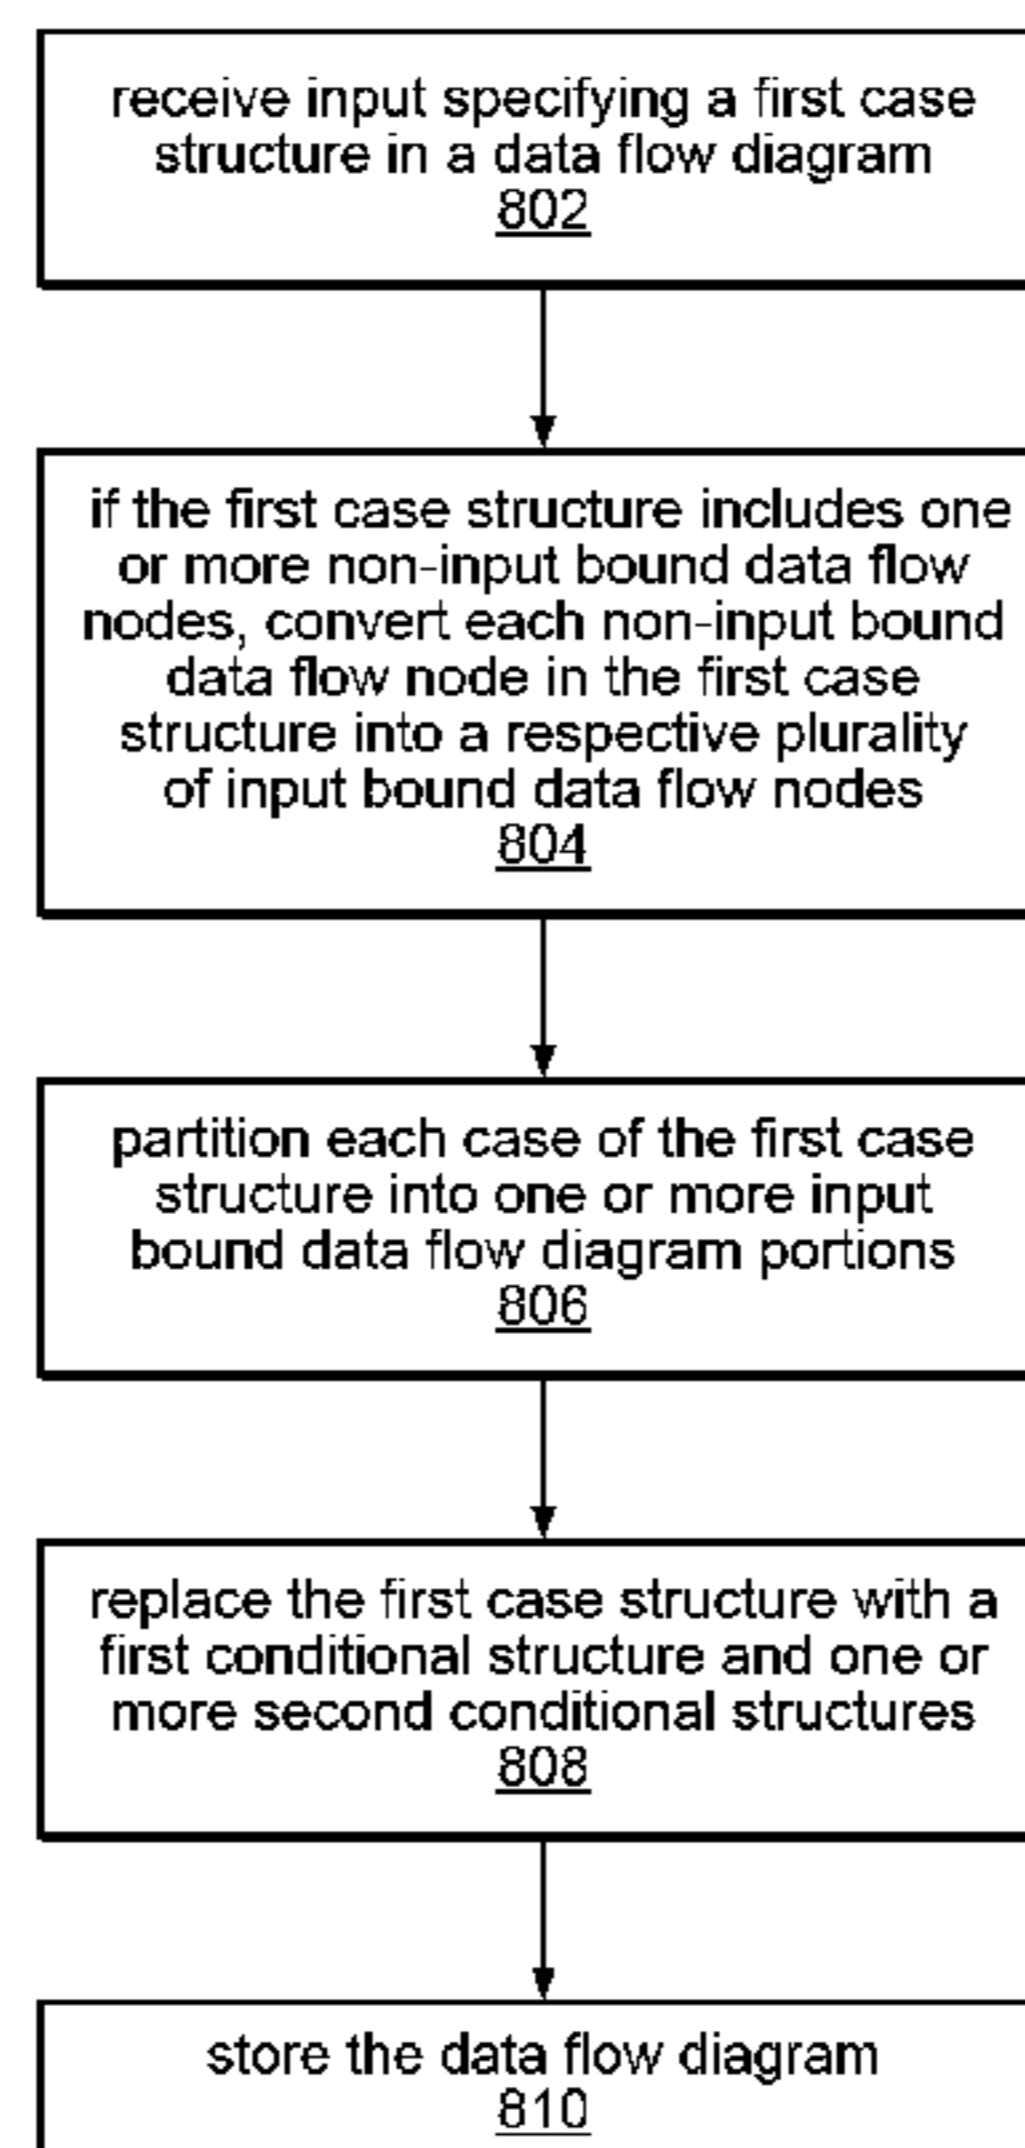 receive input specifying a first case
structure in a data flow diagram
802
if the first case structure includes one
or more non-input bound data flow
nodes, convert each non-input bound
data flow node in the first case
structure into a respective plurality
of input bound data flow nodes
804
partition each case of the first case
structure into one or more input
bound data flow diagram portions
806
replace the first case structure with a
first conditional structure and one or
more second conditional structures
808
store the data flow diagram
810